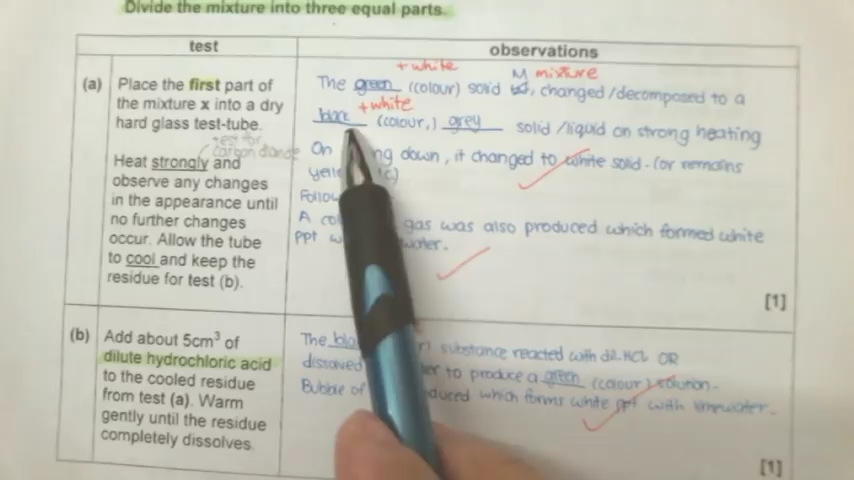 Divide the mixture into three equal parts.
test
observations
(a) Place the first part of
the mixture x into a dry
hard glass test-tube.
test for
carbon dioxide
Heat strongly and
observe any changes
in the appearance until
no further changes
occur. Allow the tube
to cool and keep the
residue for test (b).
+ white
mixture
The green (colour) solid changed/decomposed to a
+ white
black (colour,) grey solid/liquid on strong heating
On down, it changed to white solid. (or remains
A gas was also produced which formed white
ppt
[1]
(b) Add about 5cm³ of
dilute hydrochloric acid
to the cooled residue
from test (a). Warm
gently until the residue
completely dissolves.
The substance reacted with dil. HCl OR
to produce a green (colour) solution.
Bubble of which forms white ppt with limewater.
[1]